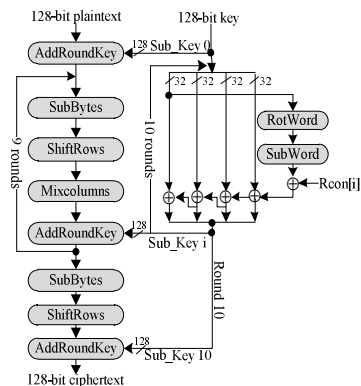 128-bit plaintext
128-bit key
AddRoundKey
128
Sub_Key 0
32
32
32
32
SubBytes
ShiftRows
Mixcolumns
9 rounds
10 rounds
RotWord
SubWord
Rcon[i]
AddRoundKey
128
Sub_Key i
Round 10
SubBytes
ShiftRows
AddRoundKey
128
Sub_Key 10
128-bit ciphertext